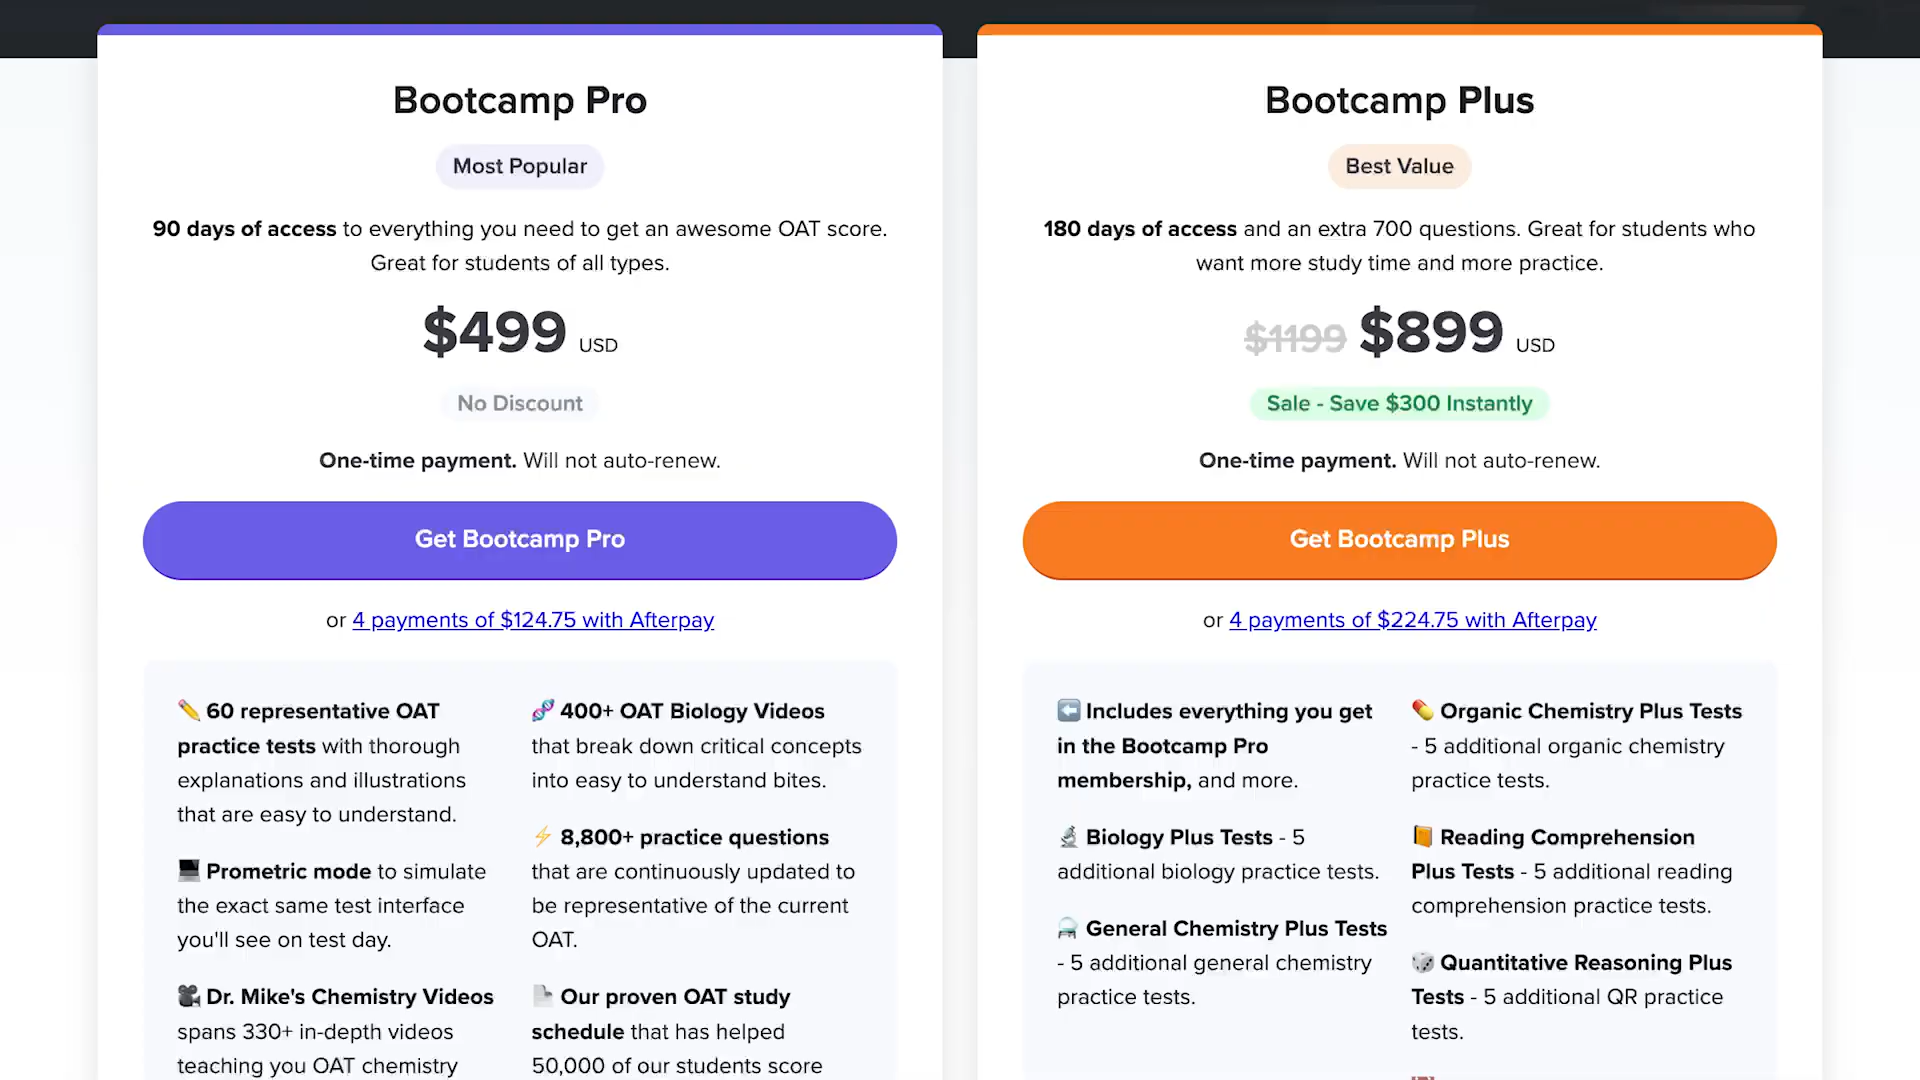 Bootcamp Pro
Most Popular
90 days of access to everything you need to get an awesome OAT score.
Great for students of all types.
$499 USD
No Discount
One-time payment. Will not auto-renew.
Get Bootcamp Pro
or 4 payments of $124.75 with Afterpay
60 representative OAT
practice tests with thorough
explanations and illustrations
that are easy to understand.
Prometric mode to simulate
the exact same test interface
you'll see on test day.
Dr. Mike's Chemistry Videos
spans 330+ in-depth videos
teaching you OAT chemistry
400+ OAT Biology Videos
that break down critical concepts
into easy to understand bites.
8,800+ practice questions
that are continuously updated to
be representative of the current
OAT.
Our proven OAT study
schedule that has helped
50,000 of our students score
Bootcamp Plus
Best Value
180 days of access and an extra 700 questions. Great for students who
want more study time and more practice.
$1199 $899 USD
Sale - Save $300 Instantly
One-time payment. Will not auto-renew.
Get Bootcamp Plus
or 4 payments of $224.75 with Afterpay
Includes everything you get
in the Bootcamp Pro
membership, and more.
Biology Plus Tests - 5
additional biology practice tests.
General Chemistry Plus Tests
- 5 additional general chemistry
practice tests.
Organic Chemistry Plus Tests
- 5 additional organic chemistry
practice tests.
Reading Comprehension
Plus Tests - 5 additional reading
comprehension practice tests.
Quantitative Reasoning Plus
Tests - 5 additional QR practice
tests.